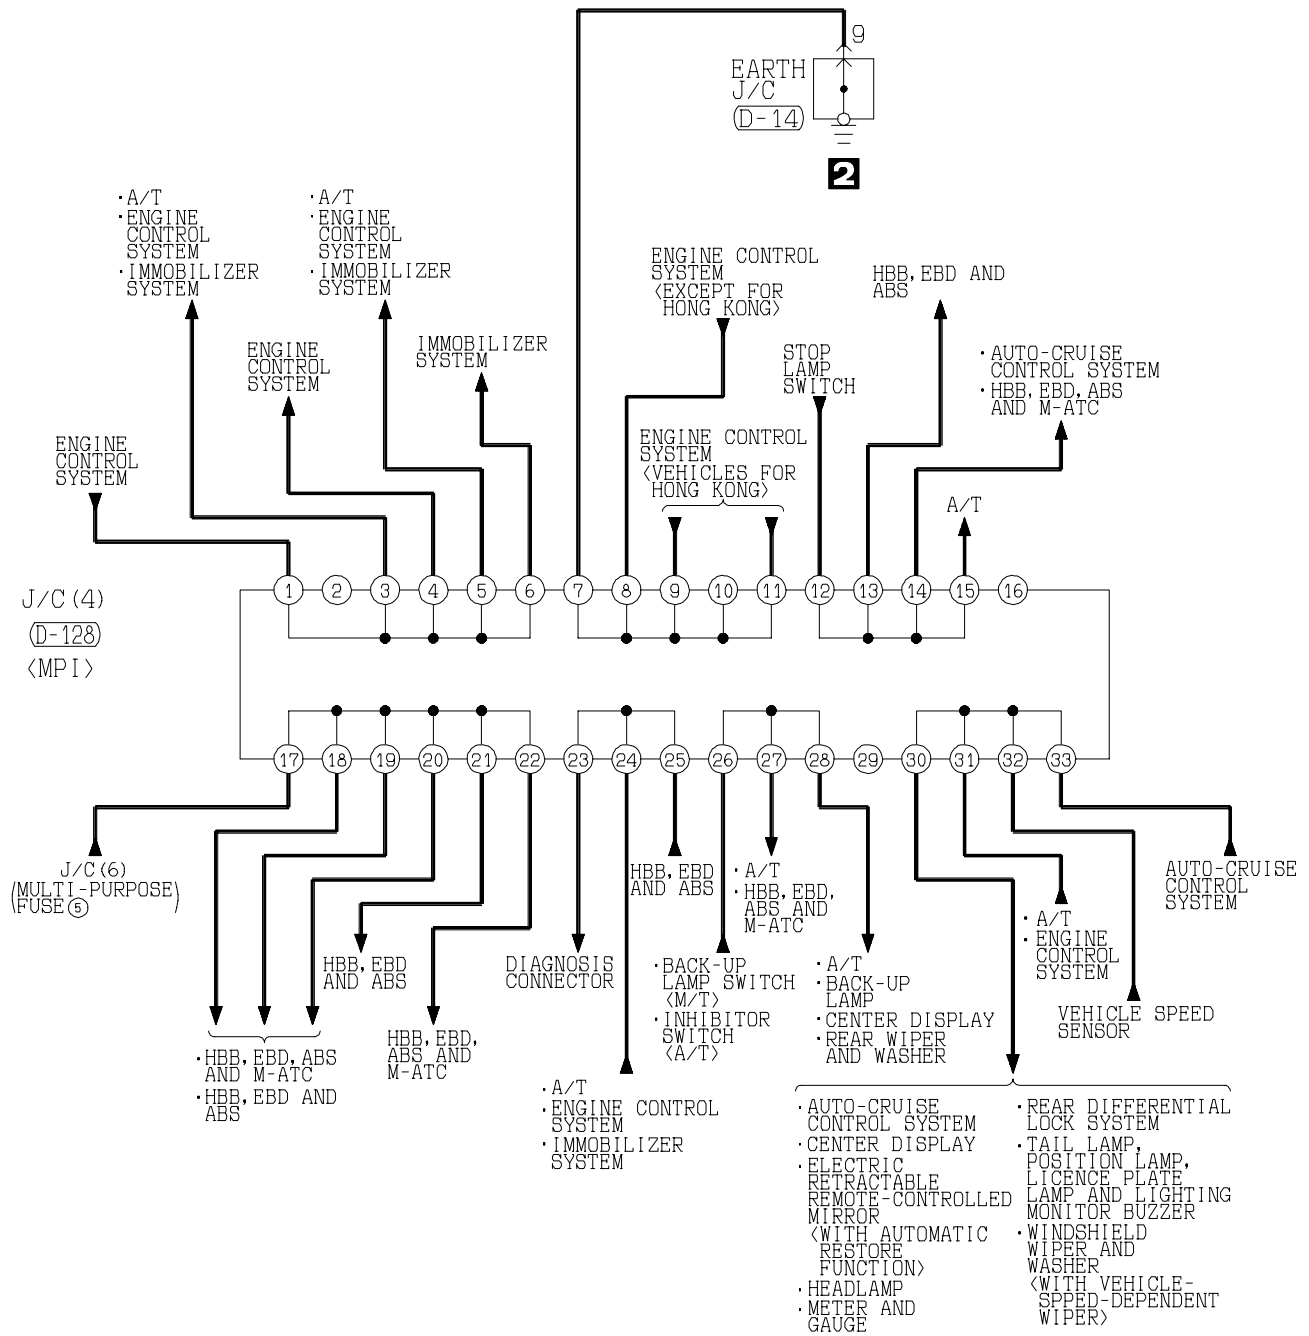 9
EARTH
J/C
D-14
2
·A/T
·ENGINE
CONTROL
SYSTEM
·IMMOBILIZER
SYSTEM
·A/T
·ENGINE
CONTROL
SYSTEM
·IMMOBILIZER
SYSTEM
ENGINE CONTROL
SYSTEM
<EXCEPT FOR
HONG KONG>
HBB, EBD AND
ABS
ENGINE
CONTROL
SYSTEM
IMMOBILIZER
SYSTEM
STOP
LAMP
SWITCH
·AUTO-CRUISE
CONTROL SYSTEM
·HBB, EBD, ABS
AND M-ATC
ENGINE
CONTROL
SYSTEM
ENGINE CONTROL
SYSTEM
<VEHICLES FOR
HONG KONG>
A/T
J/C (4)
D-128
<MPI>
1 2 3 4 5 6 7 8 9 10 11 12 13 14 15 16
17 18 19 20 21 22 23 24 25 26 27 28 29 30 31 32 33
J/C (6)
(MULTI-PURPOSE
FUSE ⑤)
HBB, EBD
AND ABS
·A/T
·HBB, EBD,
ABS AND
M-ATC
AUTO-CRUISE
CONTROL
SYSTEM
·A/T
·ENGINE
CONTROL
SYSTEM
HBB, EBD
AND ABS
DIAGNOSIS
CONNECTOR
·BACK-UP
LAMP SWITCH
<M/T>
·INHIBITOR
SWITCH
<A/T>
·A/T
·BACK-UP
LAMP
·CENTER DISPLAY
·REAR WIPER
AND WASHER
VEHICLE SPEED
SENSOR
·HBB, EBD, ABS
AND M-ATC
·HBB, EBD AND
ABS
HBB, EBD,
ABS AND
M-ATC
·A/T
·ENGINE CONTROL
SYSTEM
·IMMOBILIZER
SYSTEM
·AUTO-CRUISE
CONTROL SYSTEM
·CENTER DISPLAY
·ELECTRIC
RETRACTABLE
REMOTE-CONTROLLED
MIRROR
<WITH AUTOMATIC
RESTORE
FUNCTION>
·HEADLAMP
·METER AND
GAUGE
·REAR DIFFERENTIAL
LOCK SYSTEM
·TAIL LAMP,
POSITION LAMP,
LICENCE PLATE
LAMP AND LIGHTING
MONITOR BUZZER
·WINDSHIELD
WIPER AND
WASHER
<WITH VEHICLE-
SPPED-DEPENDENT
WIPER>